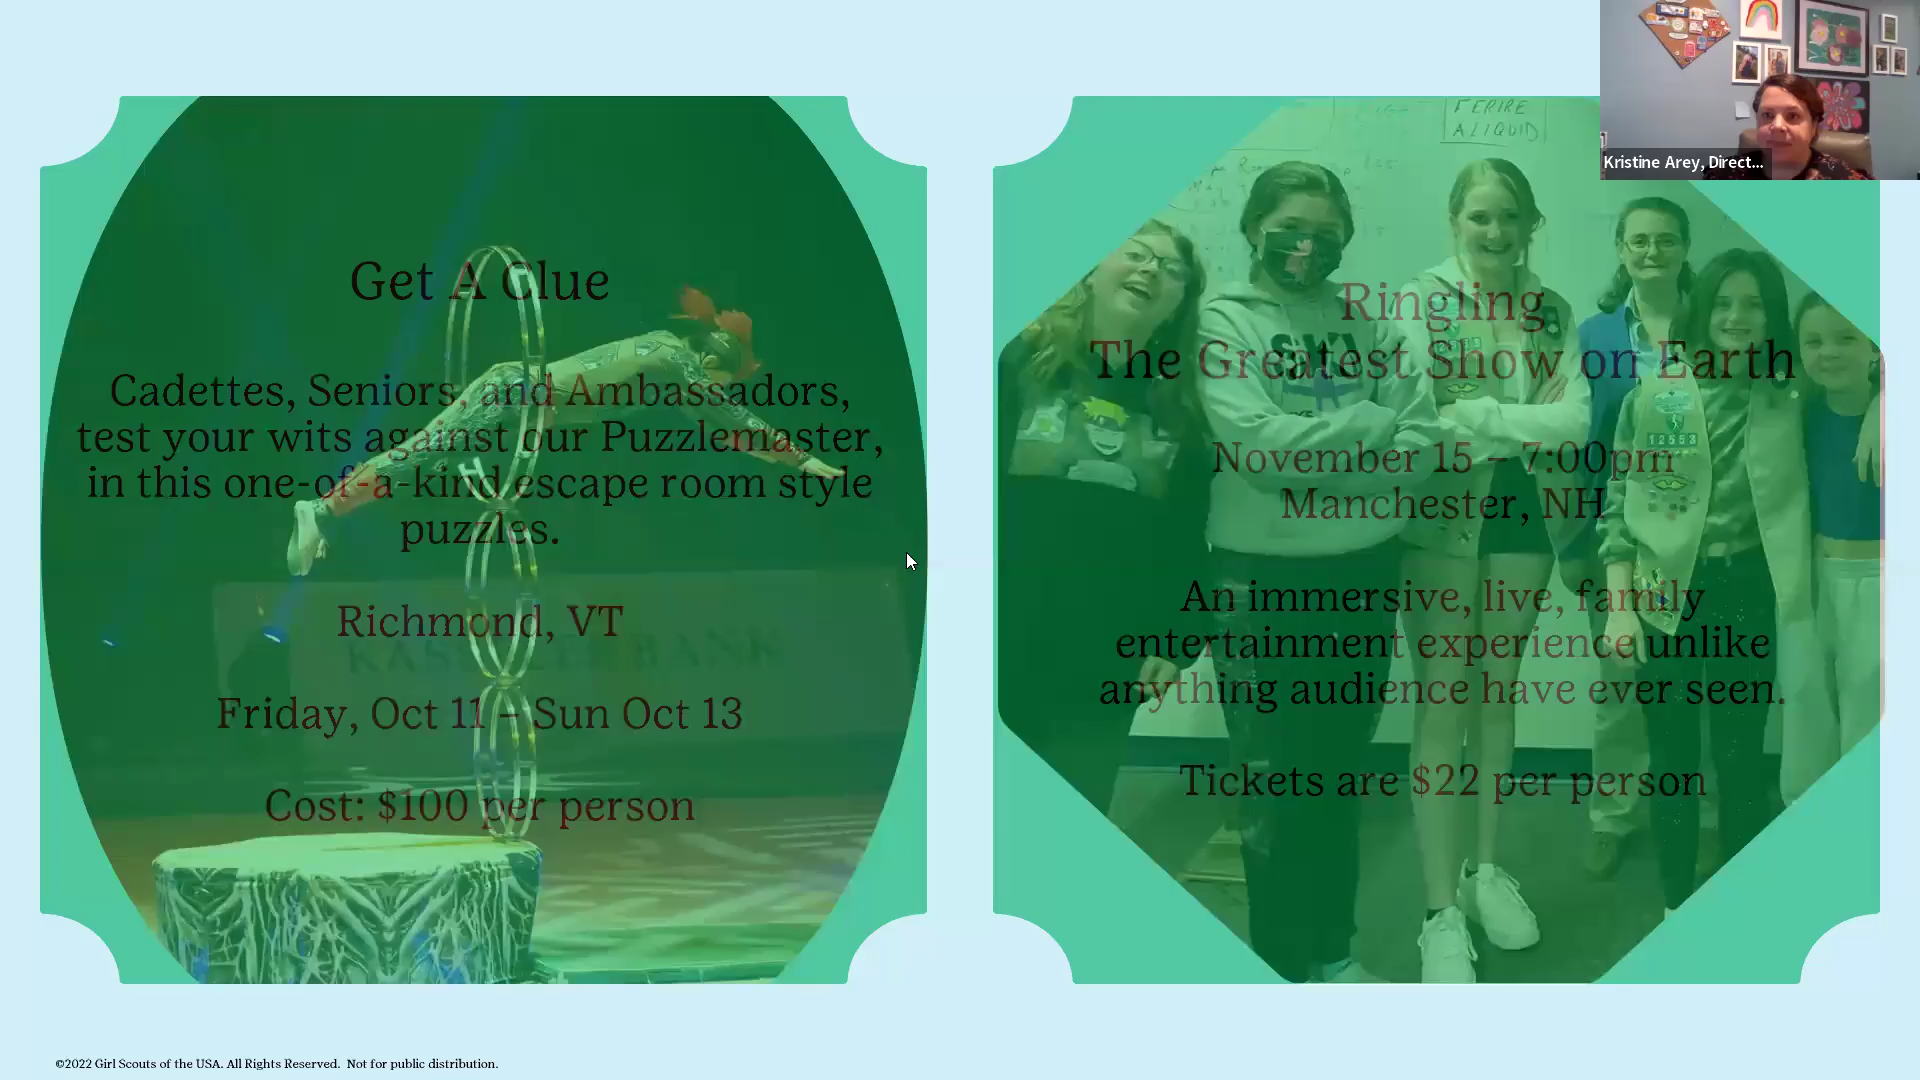 Get A Clue
Cadettes, Seniors, and Ambassadors,
test your wits against our Puzzlemaster,
in this one-of-a-kind escape room style
puzzles.
Richmond, VT
Friday, Oct 11 – Sun Oct 13
Cost: $100 per person
FERIRE
ALIQUID
Ringling
The Greatest Show on Earth
November 15 – 7:00pm
Manchester, NH
An immersive, live, family
entertainment experience unlike
anything audience have ever seen.
Tickets are $22 per person
12553
BANK
Kristine Arey, Direct...
©2022 Girl Scouts of the USA. All Rights Reserved. Not for public distribution.